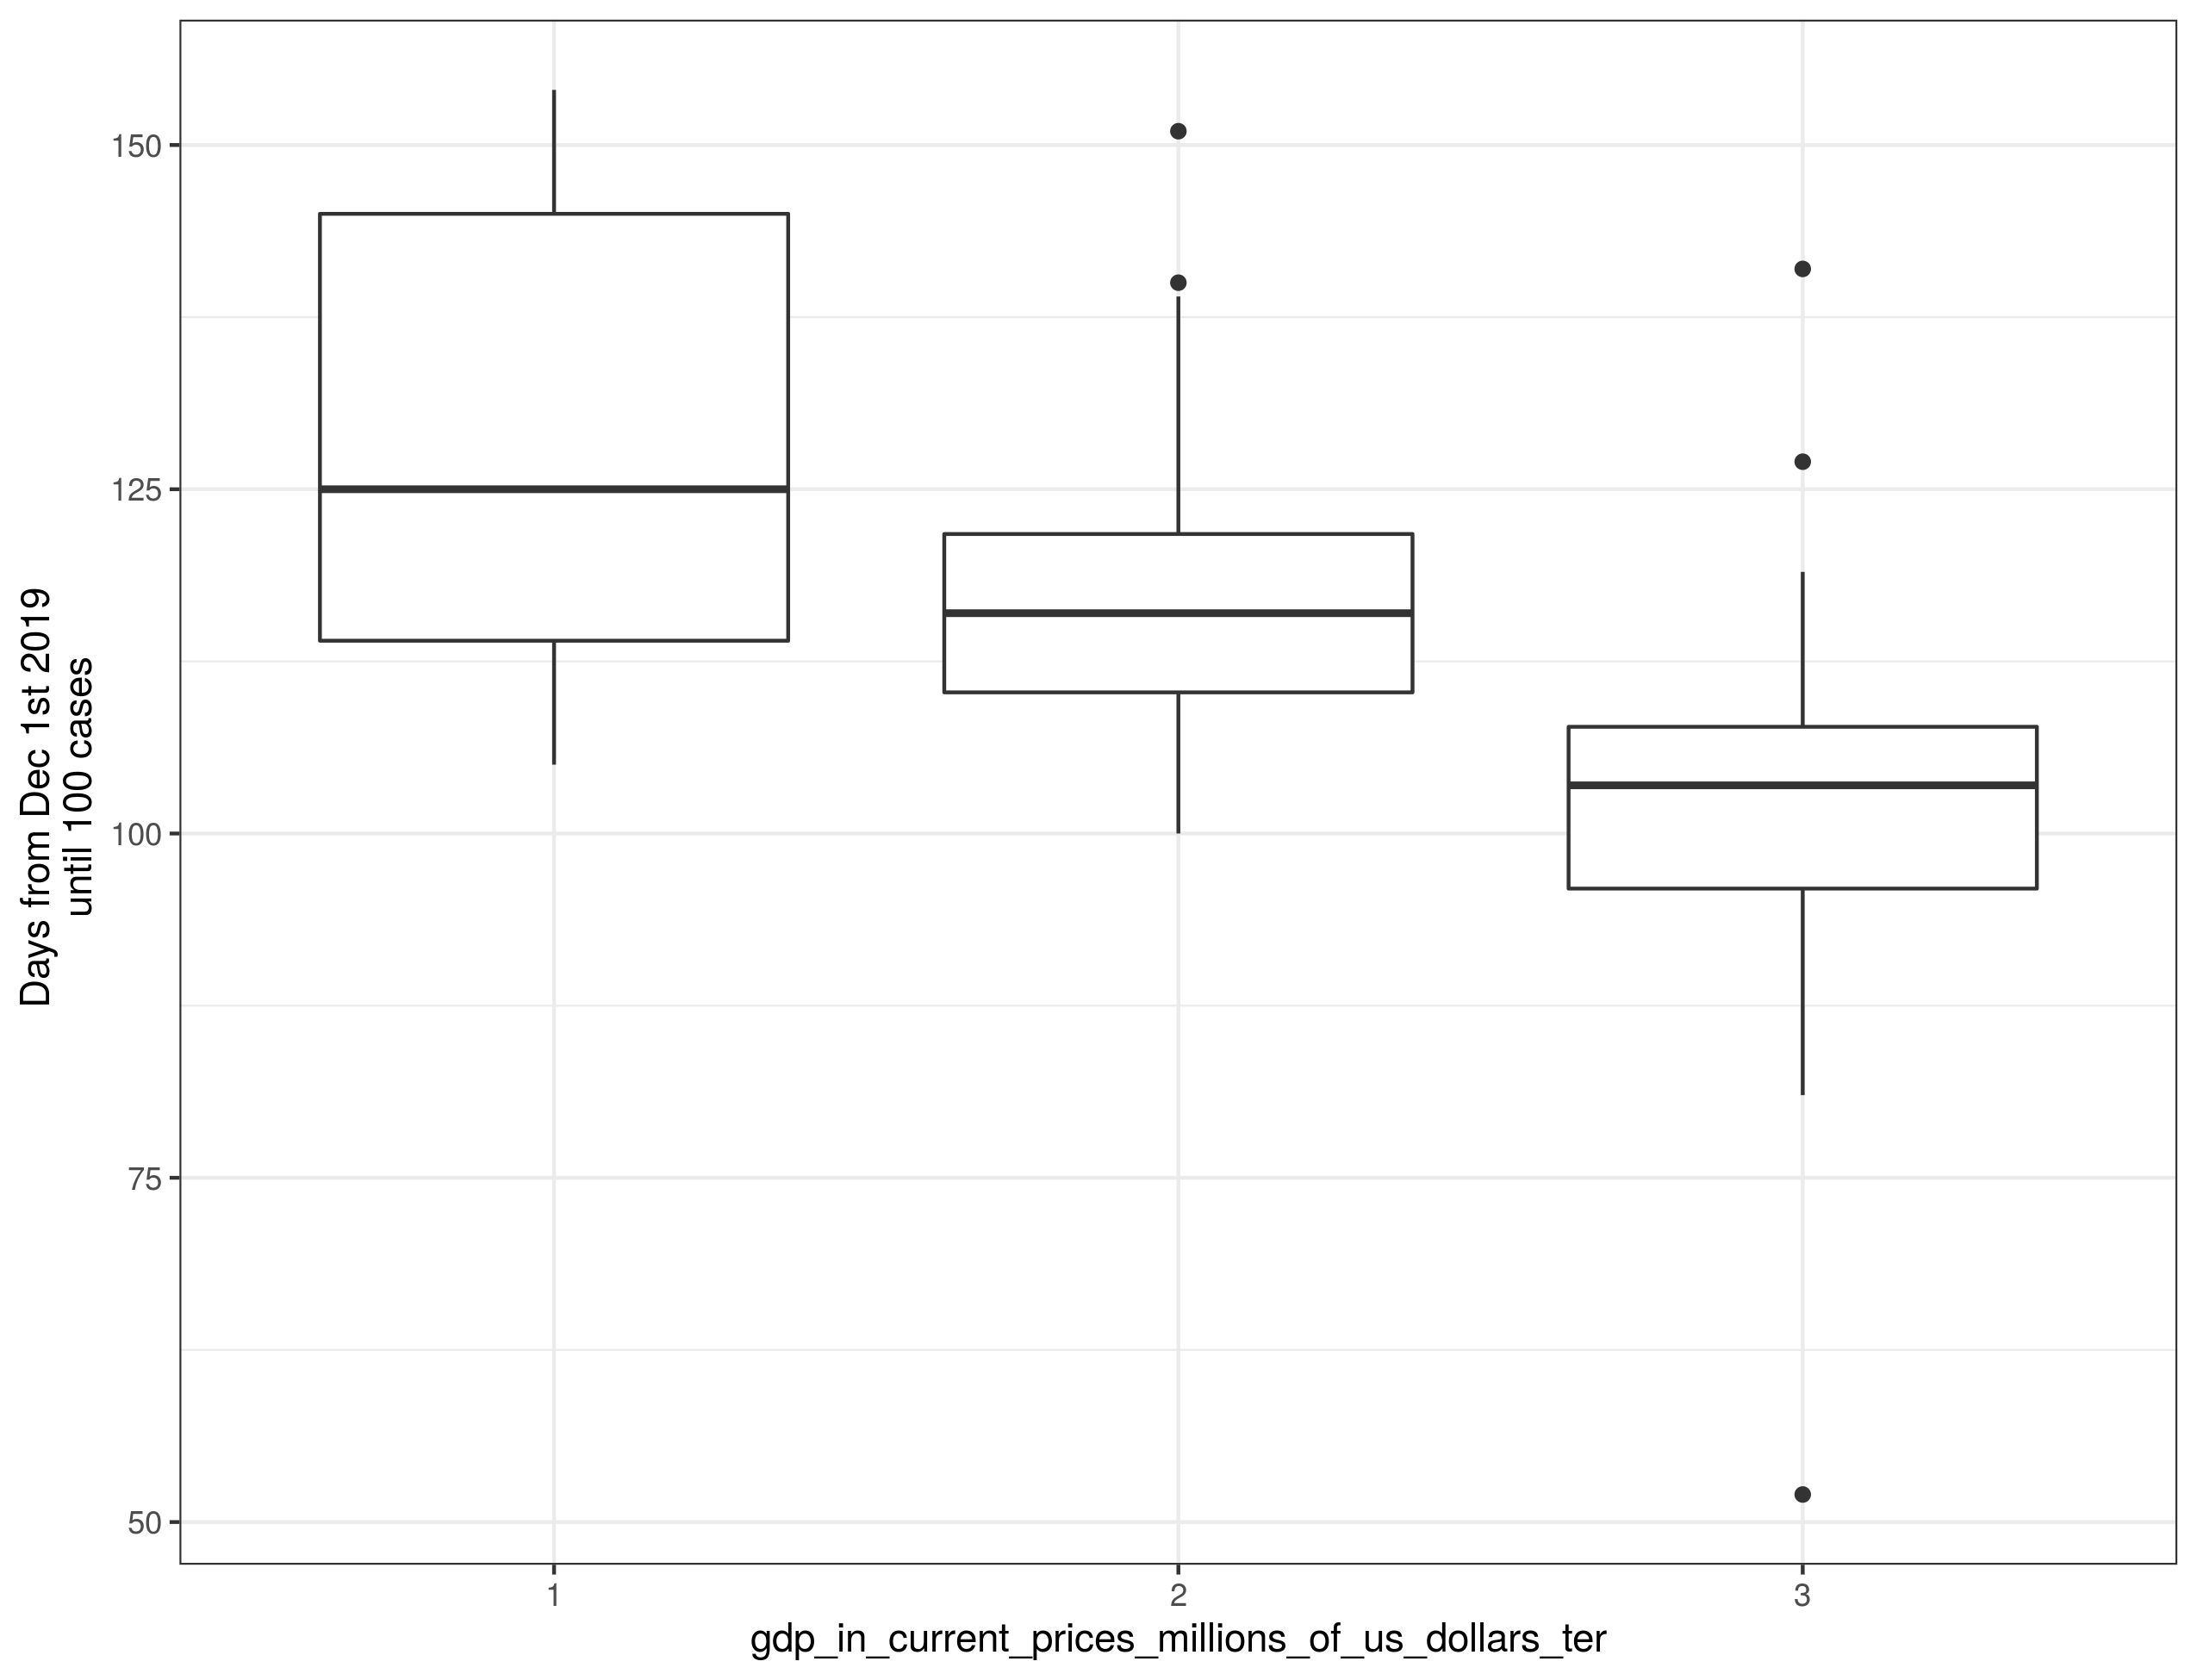 Days from Dec 1st 2019
until 100 cases
150
125
100
75
50
1
2
3
gdp_in_current_prices_millions_of_us_dollars_ter